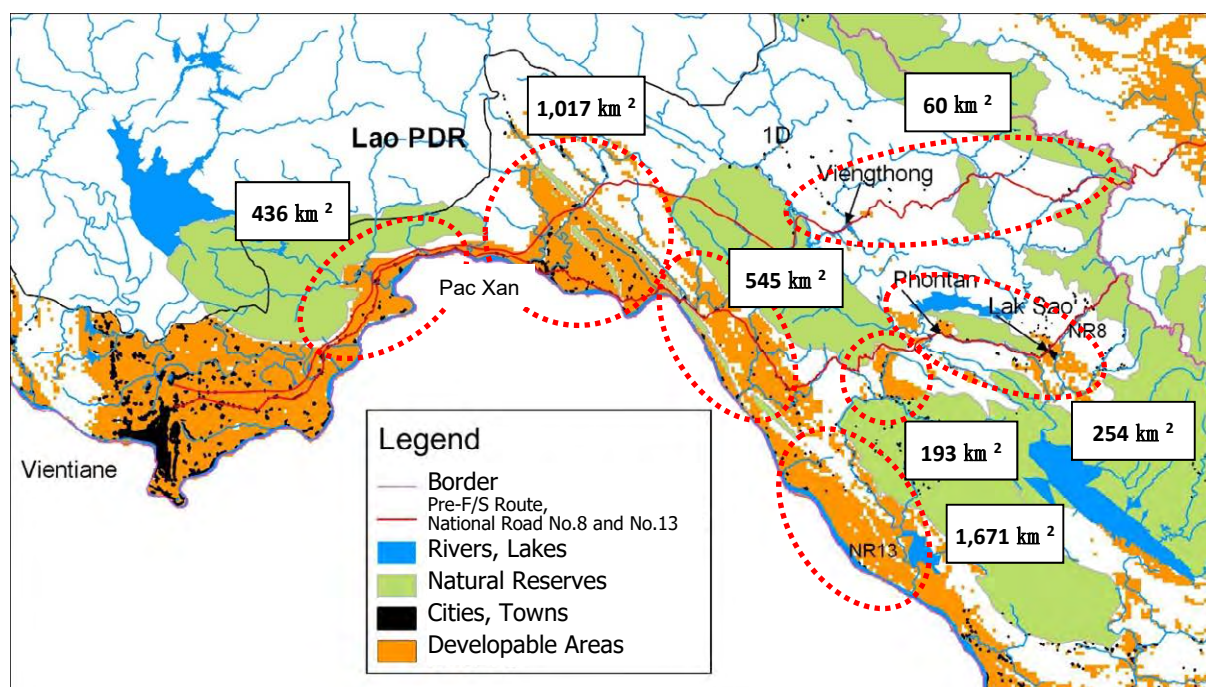 1,017 km²
60 km²
Lao PDR
1D
Viengthong
436 km²
Pac Xan
545 km²
Phontan
Lak Sao
NR8
Legend
Border
Pre-F/S Route,
National Road No.8 and No.13
Rivers, Lakes
Natural Reserves
Cities, Towns
Developable Areas
Vientiane
193 km²
254 km²
1,671 km²
NR13